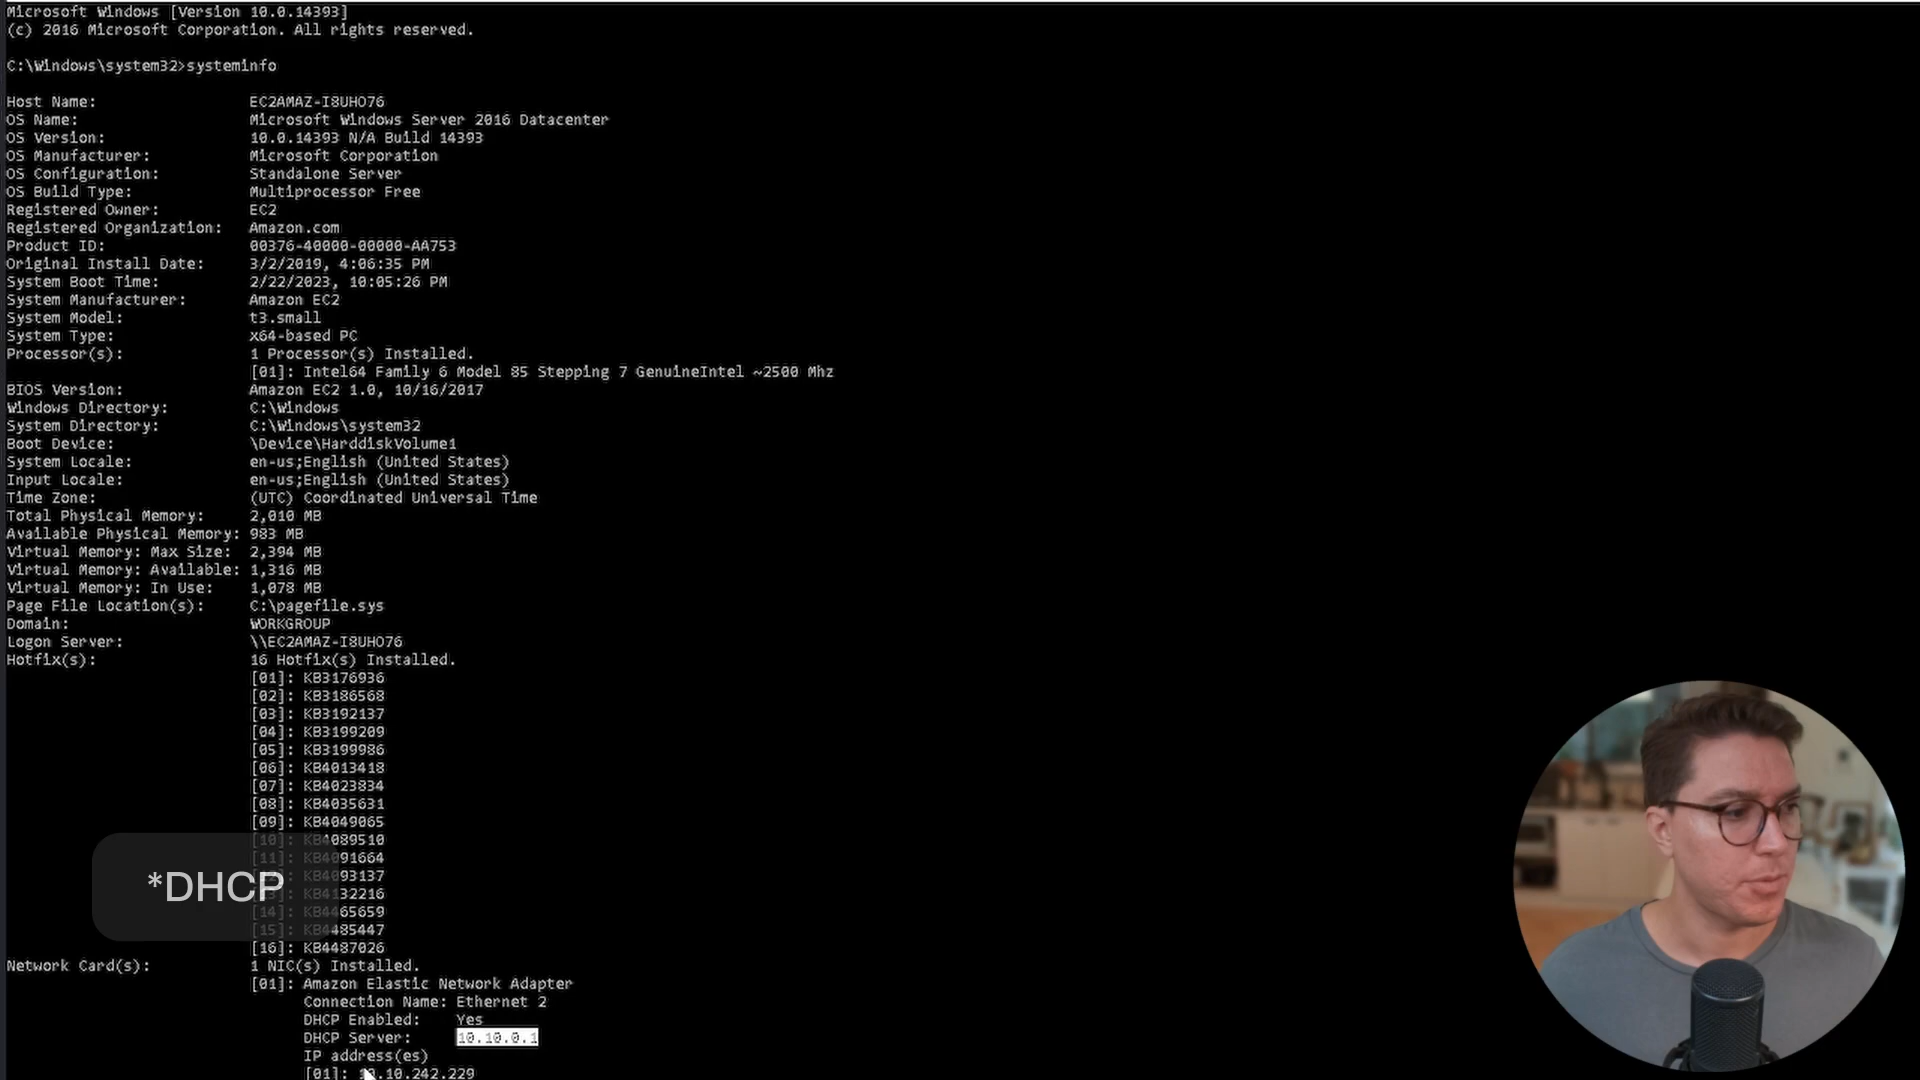 Microsoft Windows [Version 10.0.14393]
(c) 2016 Microsoft Corporation. All rights reserved.
C:\Windows\system32>systeminfo
Host Name: EC2AMAZ-I8UHO76
OS Name: Microsoft Windows Server 2016 Datacenter
OS Version: 10.0.14393 N/A Build 14393
OS Manufacturer: Microsoft Corporation
OS Configuration: Standalone Server
OS Build Type: Multiprocessor Free
Registered Owner: EC2
Registered Organization: Amazon.com
Product ID: 00376-40000-00000-AA753
Original Install Date: 3/2/2019, 4:06:35 PM
System Boot Time: 2/22/2023, 10:05:26 PM
System Manufacturer: Amazon EC2
System Model: t3.small
System Type: x64-based PC
Processor(s): 1 Processor(s) Installed.
[01]: Intel64 Family 6 Model 85 Stepping 7 GenuineIntel ~2500 Mhz
BIOS Version: Amazon EC2 1.0, 10/16/2017
Windows Directory: C:\Windows
System Directory: C:\Windows\system32
Boot Device: \Device\HarddiskVolume1
System Locale: en-us;English (United States)
Input Locale: en-us;English (United States)
Time Zone: (UTC) Coordinated Universal Time
Total Physical Memory: 2,010 MB
Available Physical Memory: 983 MB
Virtual Memory: Max Size: 2,394 MB
Virtual Memory: Available: 1,316 MB
Virtual Memory: In Use: 1,078 MB
Page File Location(s): C:\pagefile.sys
Domain: WORKGROUP
Logon Server: \\EC2AMAZ-I8UHO76
Hotfix(s): 16 Hotfix(s) Installed.
[01]: KB3176936
[02]: KB3186568
[03]: KB3192137
[04]: KB3199209
[05]: KB3199986
[06]: KB4013418
[07]: KB4023834
[08]: KB4035631
[09]: KB4049065
[10]: KB4089510
[11]: KB4091664
KB4093137
KB4132216
[14]: KB4465659
[15]: KB4485447
[16]: KB4487026
*DHCP
Network Card(s): 1 NIC(s) Installed.
[01]: Amazon Elastic Network Adapter
Connection Name: Ethernet 2
DHCP Enabled: Yes
DHCP Server: 10.10.0.1
IP address(es)
[01]: 10.10.242.229